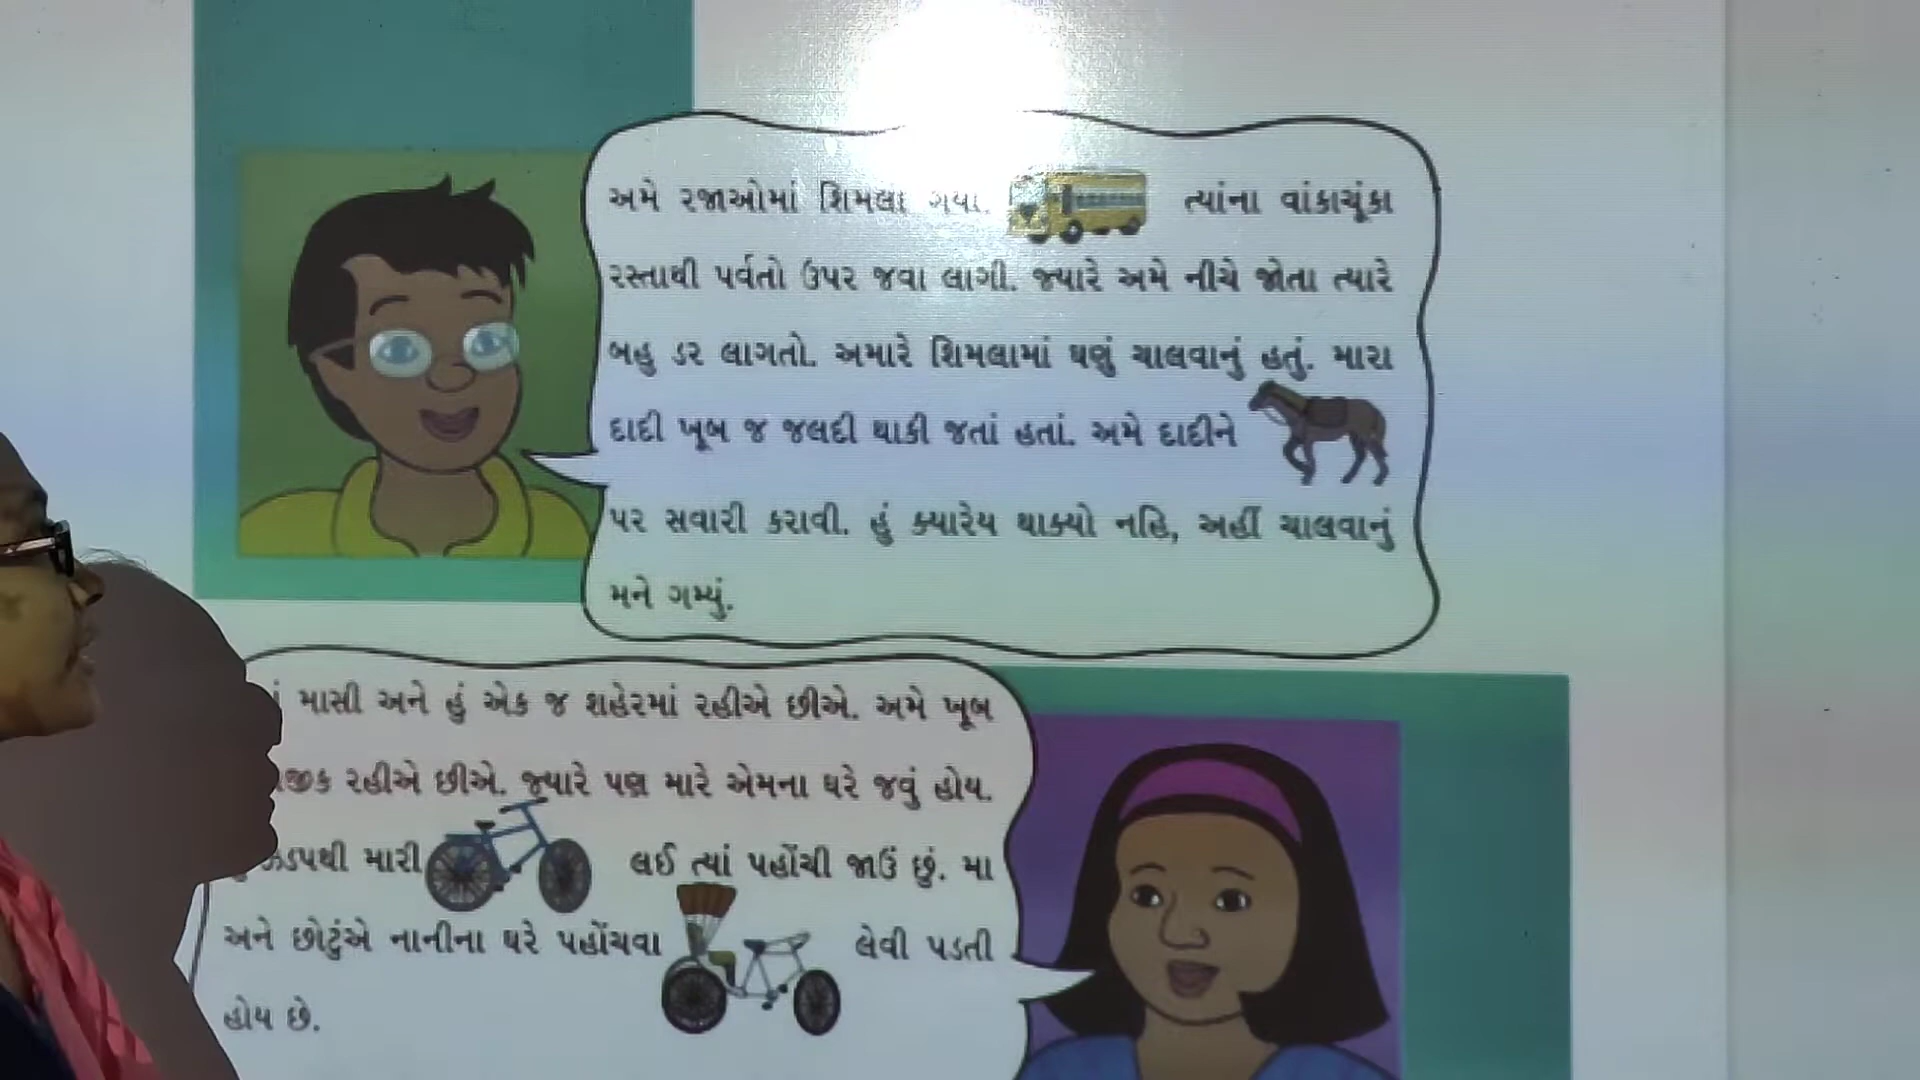 અમે રજાઓમાં શિમલા ગયા. ત્યાંના વાંકાચૂંકા
રસ્તાથી પર્વતો ઉપર જવા લાગી. જ્યારે અમે નીચે જોતા ત્યારે
બહુ ડર લાગતો. અમારે શિમલામાં ઘણું ચાલવાનું હતું. મારા
દાદી ખૂબ જ જલદી થાકી જતાં હતાં. અમે દાદીને
પર સવારી કરાવી. હું ક્યારેય થાક્યો નહિ, અહીં ચાલવાનું
મને ગમ્યું.
માસી અને હું એક જ શહેરમાં રહીએ છીએ. અમે ખૂબ
રહીએ છીએ. જ્યારે પણ મારે એમના ઘરે જવું હોય.
મારી લઈ ત્યાં પહોંચી જાઉં છું. મા
અને છોટુંએ નાનીના ઘરે પહોંચવા લેવી પડતી
હોય છે.